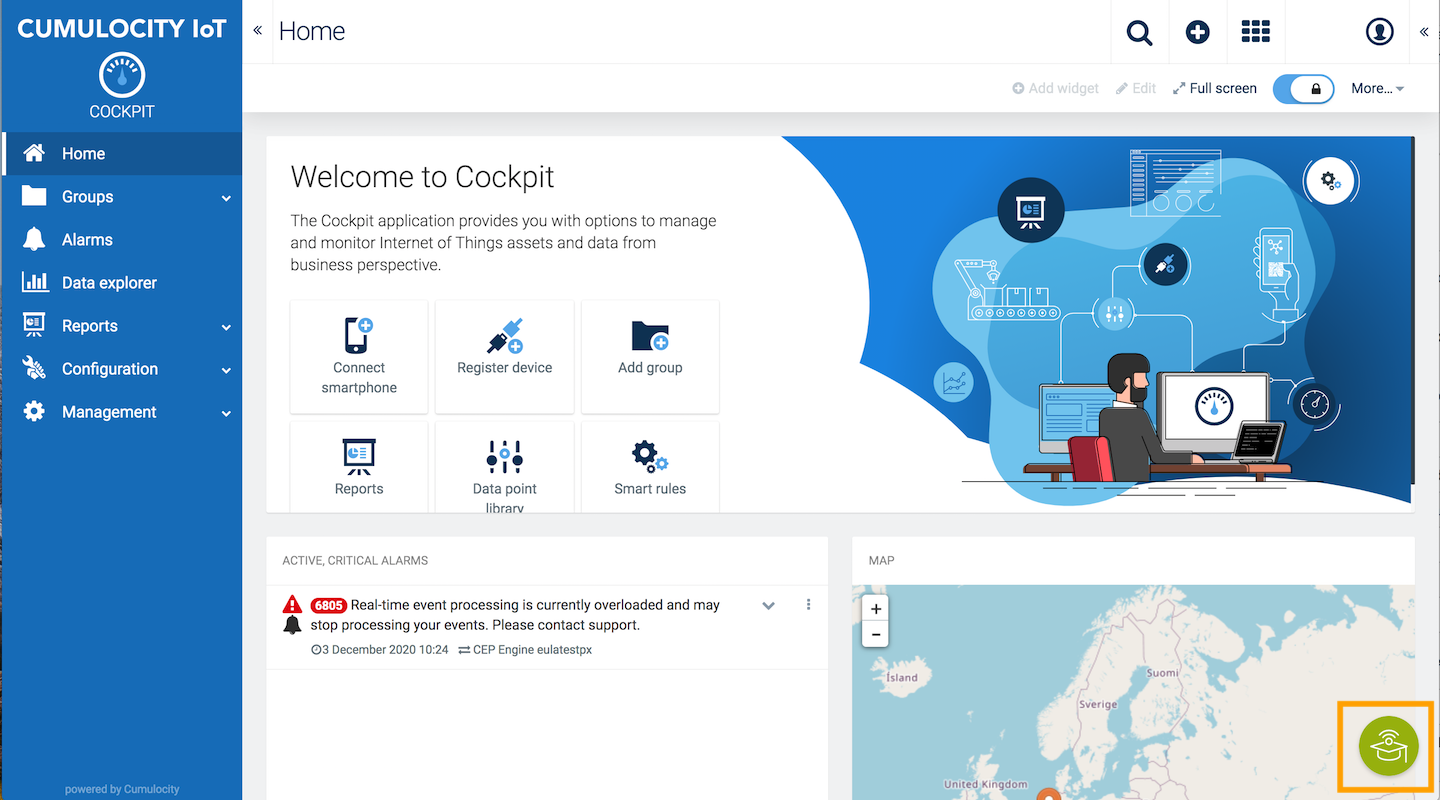 CUMULOCITY IoT
COCKPIT
Home
Groups
Alarms
Data explorer
Reports
Configuration
Management
powered by Cumulocity
Home
Add widget
Edit
Full screen
More...
Welcome to Cockpit
The Cockpit application provides you with options to manage
and monitor Internet of Things assets and data from
business perspective.
Connect
smartphone
Register device
Add group
Reports
Data point
library
Smart rules
ACTIVE, CRITICAL ALARMS
6805 Real-time event processing is currently overloaded and may
stop processing your events. Please contact support.
3 December 2020 10:24 CEP Engine eulatestpx
MAP
+
−
Ísland
Suomi
Sverige
United Kingdom